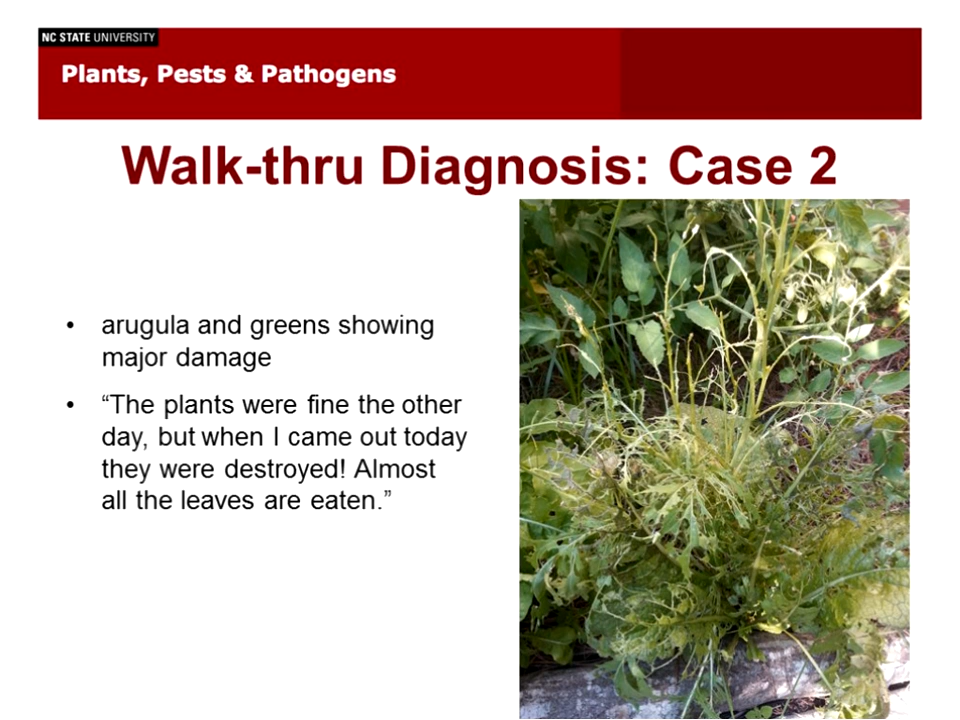 NC STATE UNIVERSITY
Plants, Pests & Pathogens
Walk-thru Diagnosis: Case 2
• arugula and greens showing
major damage
• “The plants were fine the other
day, but when I came out today
they were destroyed! Almost
all the leaves are eaten.”